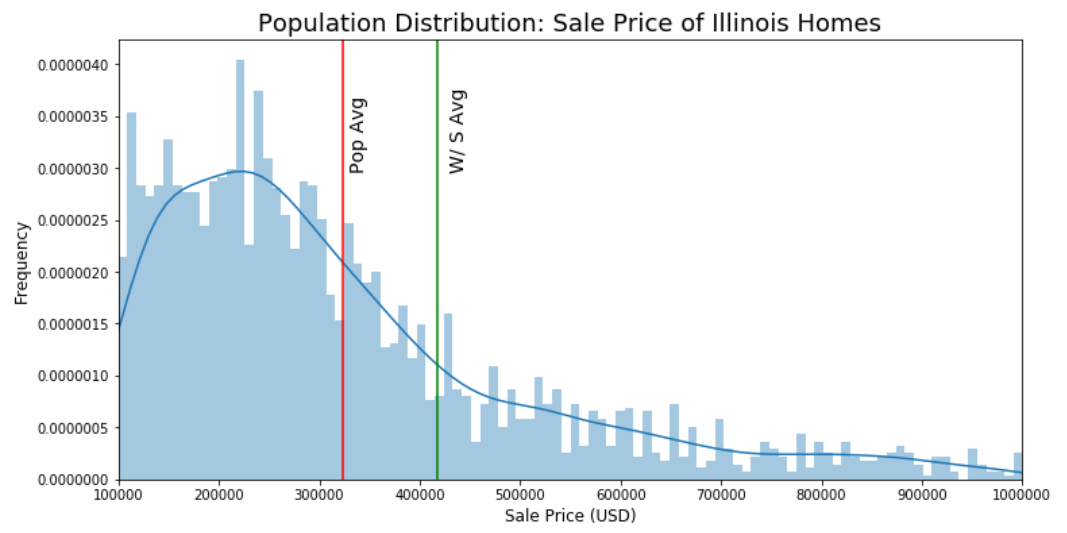 Population Distribution: Sale Price of Illinois Homes
0.0000040
0.0000035
0.0000030
0.0000025
0.0000020
0.0000015
0.0000010
0.0000005
0.0000000
Frequency
Pop Avg
W/ S Avg
100000 200000 300000 400000 500000 600000 700000 800000 900000 1000000
Sale Price (USD)